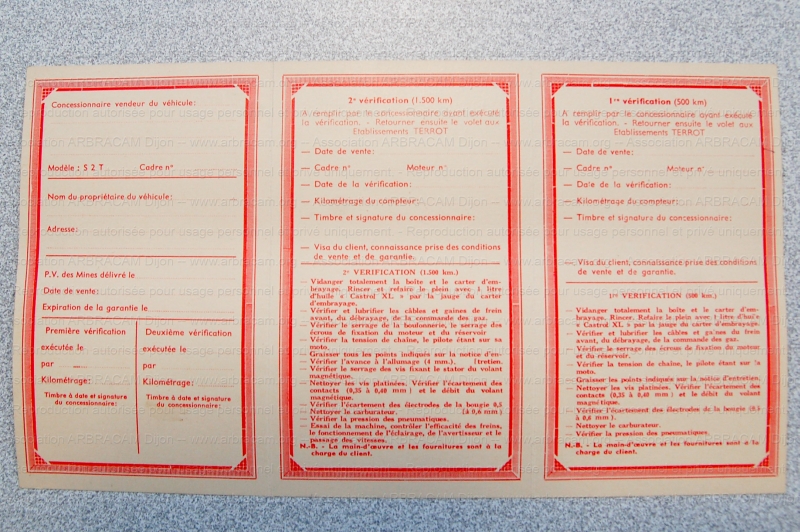 Concessionnaire vendeur du véhicule:
Modèle : S 2 T Cadre nº
Nom du propriétaire du véhicule:
Adresse:
P.V. des Mines délivré le
Date de vente:
Expiration de la garantie le
Première vérification
exécutée le
par
Kilométrage:
Timbre à date et signature
du concessionnaire:
Deuxième vérification
exécutée le
par
Kilométrage:
Timbre à date et signature
du concessionnaire:
2e vérification (1.500 km)
A remplir par le concessionnaire ayant exécuté
la vérification. - Retourner ensuite le volet aux
Etablissements TERROT
— Date de vente:
— Cadre nº Moteur nº
— Date de la vérification:
— Kilométrage du compteur:
— Timbre et signature du concessionnaire:
— Visa du client, connaissance prise des conditions
de vente et de garantie.
2e VERIFICATION (1.500 km.)
— Vidanger totalement la boîte et le carter d'em-
brayage. Rincer et refaire le plein avec 1 litre
d'huile « Castrol XL » par la jauge du carter
d'embrayage.
— Vérifier et lubrifier les câbles et gaines de frein
avant, du débrayage, de la commande des gaz.
— Vérifier le serrage de la boulonnerie, le serrage des
écrous de fixation du moteur et du réservoir
— Vérifier la tension de chaîne, le pilote étant sur sa
moto.
— Graisser tous les points indiqués sur la notice d'en-
— Vérifier l'avance à l'allumage (4 mm.). [tretien.
— Vérifier le serrage des vis fixant le stator du volant
magnétique.
— Nettoyer les vis platinées. Vérifier l'écartement des
contacts (0,35 à 0,40 mm) et le débit du volant
magnétique.
— Vérifier l'écartement des électrodes de la bougie 0,5
— Nettoyer le carburateur. [à 0,6 mm)
— Vérifier la pression des pneumatiques.
— Essai de la machine, contrôler l'efficacité des freins,
le fonctionnement de l'éclairage, de l'avertisseur et le
passage des vitesses.
N.-B. - La main-d'œuvre et les fournitures sont à la
charge du client.
1re vérification (500 km)
A remplir par le concessionnaire ayant exécuté
la vérification. - Retourner ensuite le volet aux
Etablissements TERROT
— Date de vente:
— Cadre nº Moteur nº
— Date de la vérification:
— Kilométrage du compteur:
— Timbre et signature du concessionnaire:
— Visa du client, connaissance prise des conditions
de vente et de garantie.
1re VERIFICATION (500 km.)
— Vidanger totalement la boîte et le carter d'em-
brayage. Rincer. Refaire le plein avec 1 litre d'huile
« Castrol XL » par la jauge du carter d'embrayage.
— Vérifier et lubrifier les câbles et gaines du frein
avant, du débrayage, de la commande des gaz.
— Vérifier le serrage des écrous de fixation du moteur
et du réservoir.
— Vérifier la tension de la chaîne, le pilote étant sur la
moto.
— Graisser les points indiqués sur la notice d'entretien.
— Nettoyer les vis platinées. Vérifier l'écartement des
contacts (0,35 à 0,40 mm) et le débit du volant
magnétique.
— Vérifier l'écartement des électrodes de la bougie (0,5
à 0,6 mm).
— Nettoyer le carburateur.
— Vérifier la pression des pneumatiques.
N.-B. - La main-d'œuvre et les fournitures sont à la
charge du client.